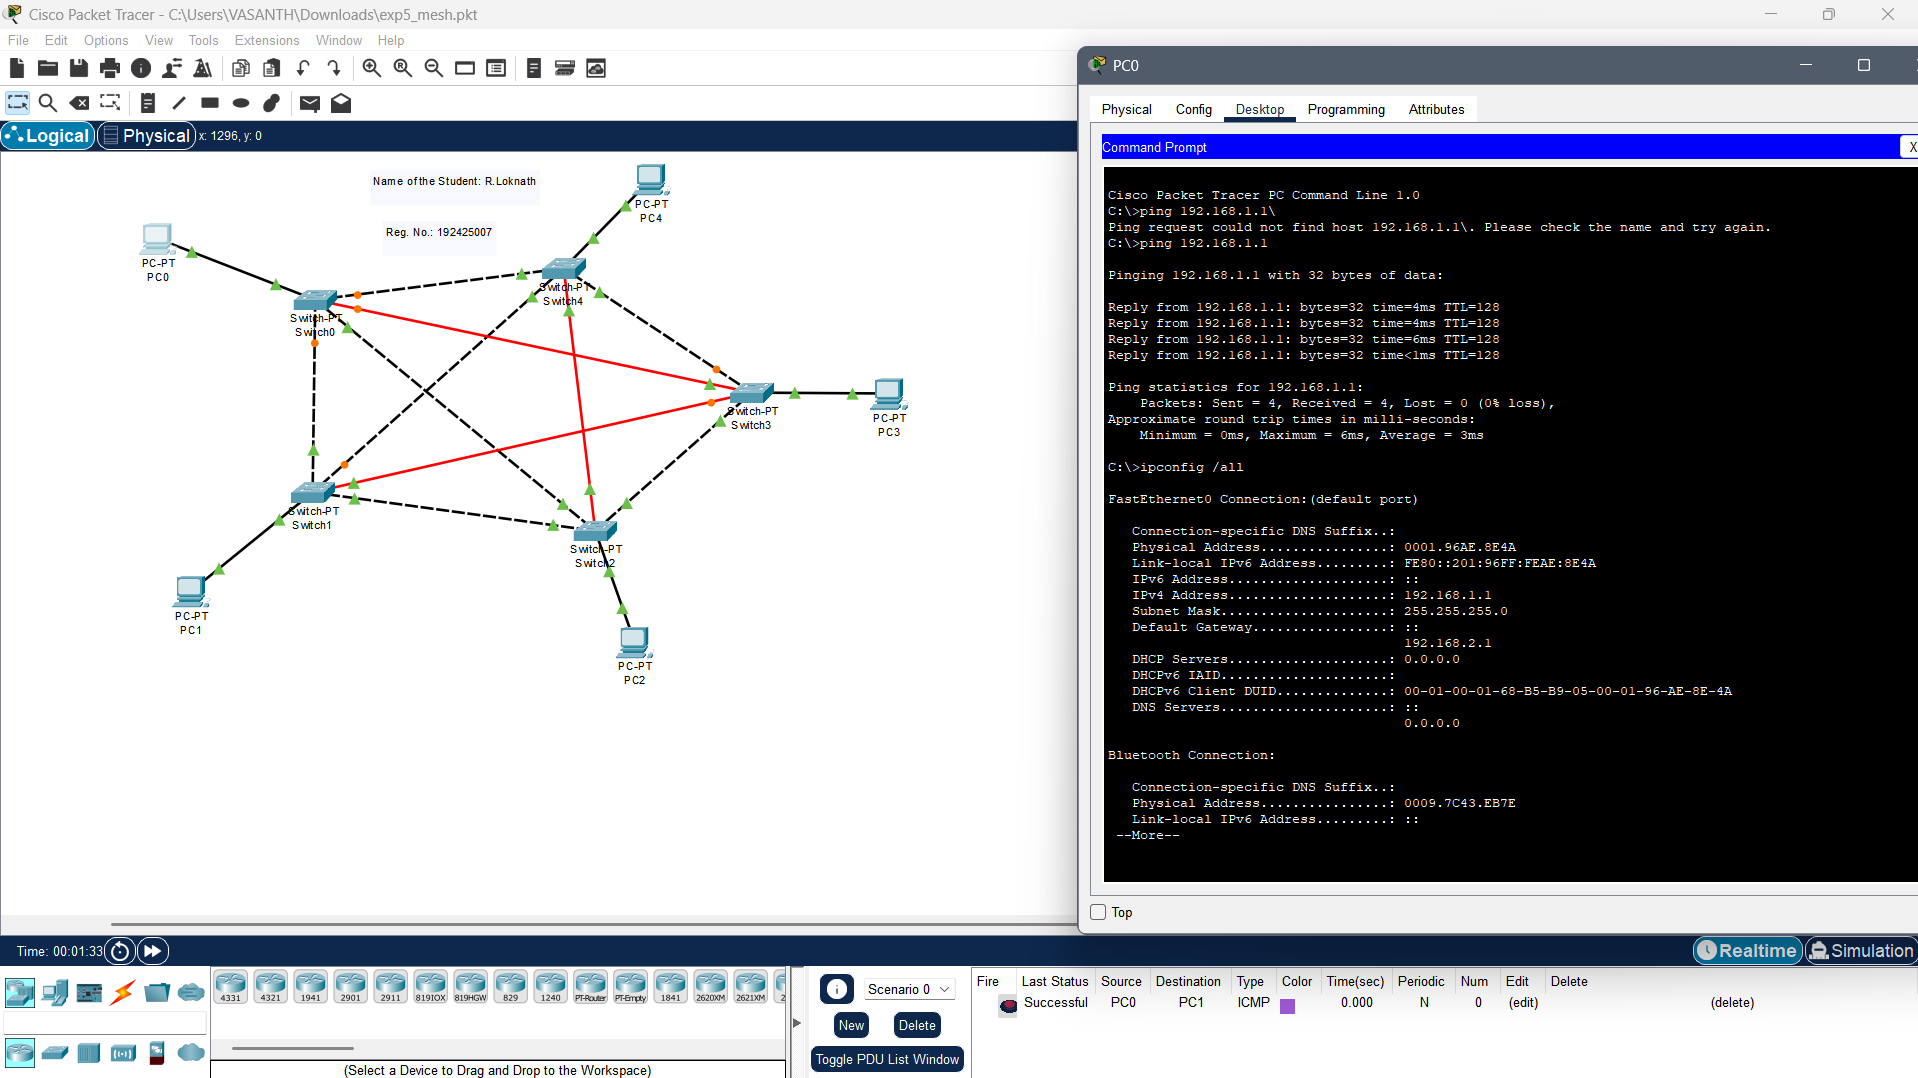 Cisco Packet Tracer - C:\Users\VASANTH\Downloads\exp5_mesh.pkt
File Edit Options View Tools Extensions Window Help
Logical Physical x: 1296, y: 0
Name of the Student: R.Loknath
Reg. No.: 192425007
PC-PT
PC4
PC-PT
PC0
Switch-PT
Switch4
Switch-PT
Switch0
Switch-PT
Switch3
PC-PT
PC3
Switch-PT
Switch1
Switch-PT
Switch2
PC-PT
PC1
PC-PT
PC2
PC0
Physical Config Desktop Programming Attributes
Command Prompt X
Cisco Packet Tracer PC Command Line 1.0
C:\>ping 192.168.1.1\
Ping request could not find host 192.168.1.1\. Please check the name and try again.
C:\>ping 192.168.1.1
Pinging 192.168.1.1 with 32 bytes of data:
Reply from 192.168.1.1: bytes=32 time=4ms TTL=128
Reply from 192.168.1.1: bytes=32 time=4ms TTL=128
Reply from 192.168.1.1: bytes=32 time=6ms TTL=128
Reply from 192.168.1.1: bytes=32 time<1ms TTL=128
Ping statistics for 192.168.1.1:
Packets: Sent = 4, Received = 4, Lost = 0 (0% loss),
Approximate round trip times in milli-seconds:
Minimum = 0ms, Maximum = 6ms, Average = 3ms
C:\>ipconfig /all
FastEthernet0 Connection:(default port)
Connection-specific DNS Suffix..:
Physical Address................: 0001.96AE.8E4A
Link-local IPv6 Address.........: FE80::201:96FF:FEAE:8E4A
IPv6 Address....................: ::
IPv4 Address....................: 192.168.1.1
Subnet Mask.....................: 255.255.255.0
Default Gateway.................: ::
192.168.2.1
DHCP Servers....................: 0.0.0.0
DHCPv6 IAID.....................:
DHCPv6 Client DUID..............: 00-01-00-01-68-B5-B9-05-00-01-96-AE-8E-4A
DNS Servers.....................: ::
0.0.0.0
Bluetooth Connection:
Connection-specific DNS Suffix..:
Physical Address................: 0009.7C43.EB7E
Link-local IPv6 Address.........: ::
--More--
Top
Time: 00:01:33
Realtime Simulation
4331 4321 1941 2901 2911 819IOX 819HGW 829 1240 PT-Router PT-Empty 1841 2620XM 2621XM 2
(Select a Device to Drag and Drop to the Workspace)
Scenario 0
New Delete
Toggle PDU List Window
Fire Last Status Source Destination Type Color Time(sec) Periodic Num Edit Delete
Successful PC0 PC1 ICMP 0.000 N 0 (edit) (delete)